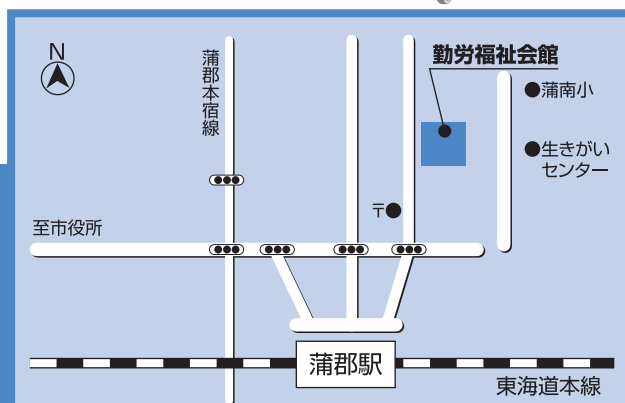 N
蒲郡本宿線
勤労福祉会館
蒲南小
生きがい
センター
〒
至市役所
蒲郡駅
東海道本線